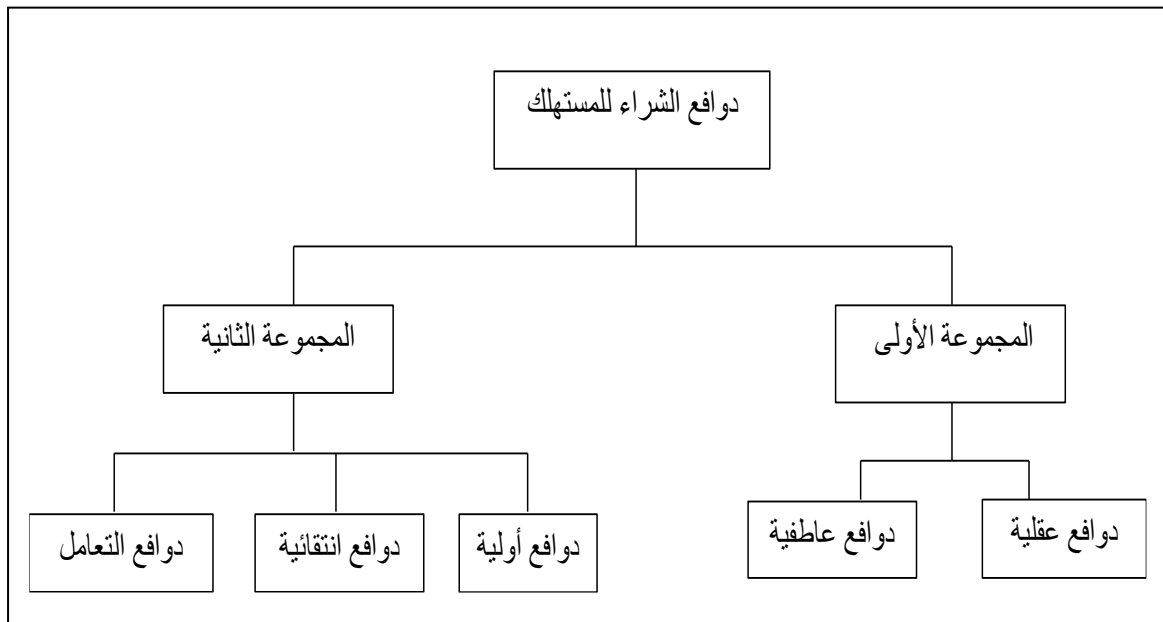 دوافع الشراء للمستهلك
المجموعة الأولى
المجموعة الثانية
دوافع عقلية
دوافع عاطفية
دوافع أولية
دوافع انتقائية
دوافع التعامل